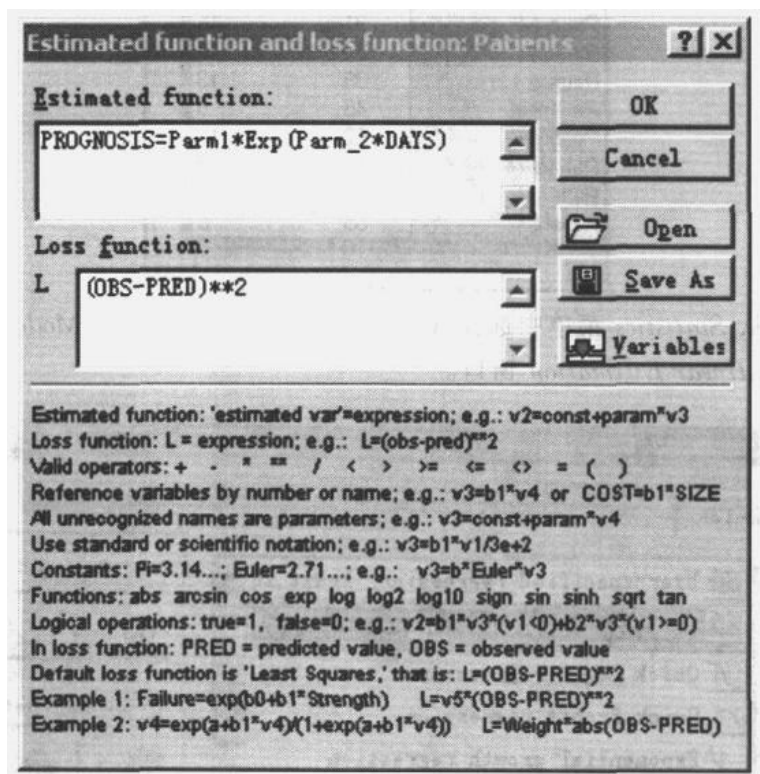 Estimated function and loss function: Patients
Estimated function:
PROGNOSIS=Parm1*Exp(Parm_2*DAYS)
OK
Cancel
Open
Loss function:
L (OBS-PRED)**2
Save As
Variables
Estimated function: 'estimated var'=expression; e.g.: v2=const+param*v3
Loss function: L = expression; e.g.: L=(obs-pred)**2
Valid operators: + - * ** / < > >= <= <> = ( )
Reference variables by number or name; e.g.: v3=b1*v4 or COST=b1*SIZE
All unrecognized names are parameters; e.g.: v3=const+param*v4
Use standard or scientific notation; e.g.: v3=b1*v1/3e+2
Constants: Pi=3.14...; Euler=2.71...; e.g.: v3=b*Euler*v3
Functions: abs arcsin cos exp log log2 log10 sign sin sinh sqrt tan
Logical operations: true=1, false=0; e.g.: v2=b1*v3*(v1<0)+b2*v3*(v1>=0)
In loss function: PRED = predicted value, OBS = observed value
Default loss function is 'Least Squares,' that is: L=(OBS-PRED)**2
Example 1: Failure=exp(b0+b1*Strength) L=v5*(OBS-PRED)**2
Example 2: v4=exp(a+b1*v4)/(1+exp(a+b1*v4)) L=Weight*abs(OBS-PRED)